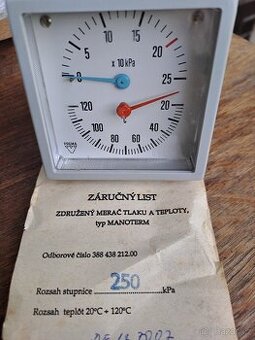 10
15
5
x 10 kPa
20
0
25
120
20
100
40
80
60
ZÁRUČNÝ LIST
ZDRUŽENÝ MERAČ TLAKU A TEPLOTY,
typ MANOTERM
Odborové číslo 388 438 212.00
Rozsah stupnice ............ 250 ............kPa
Rozsah teplôt 20°C + 120°C